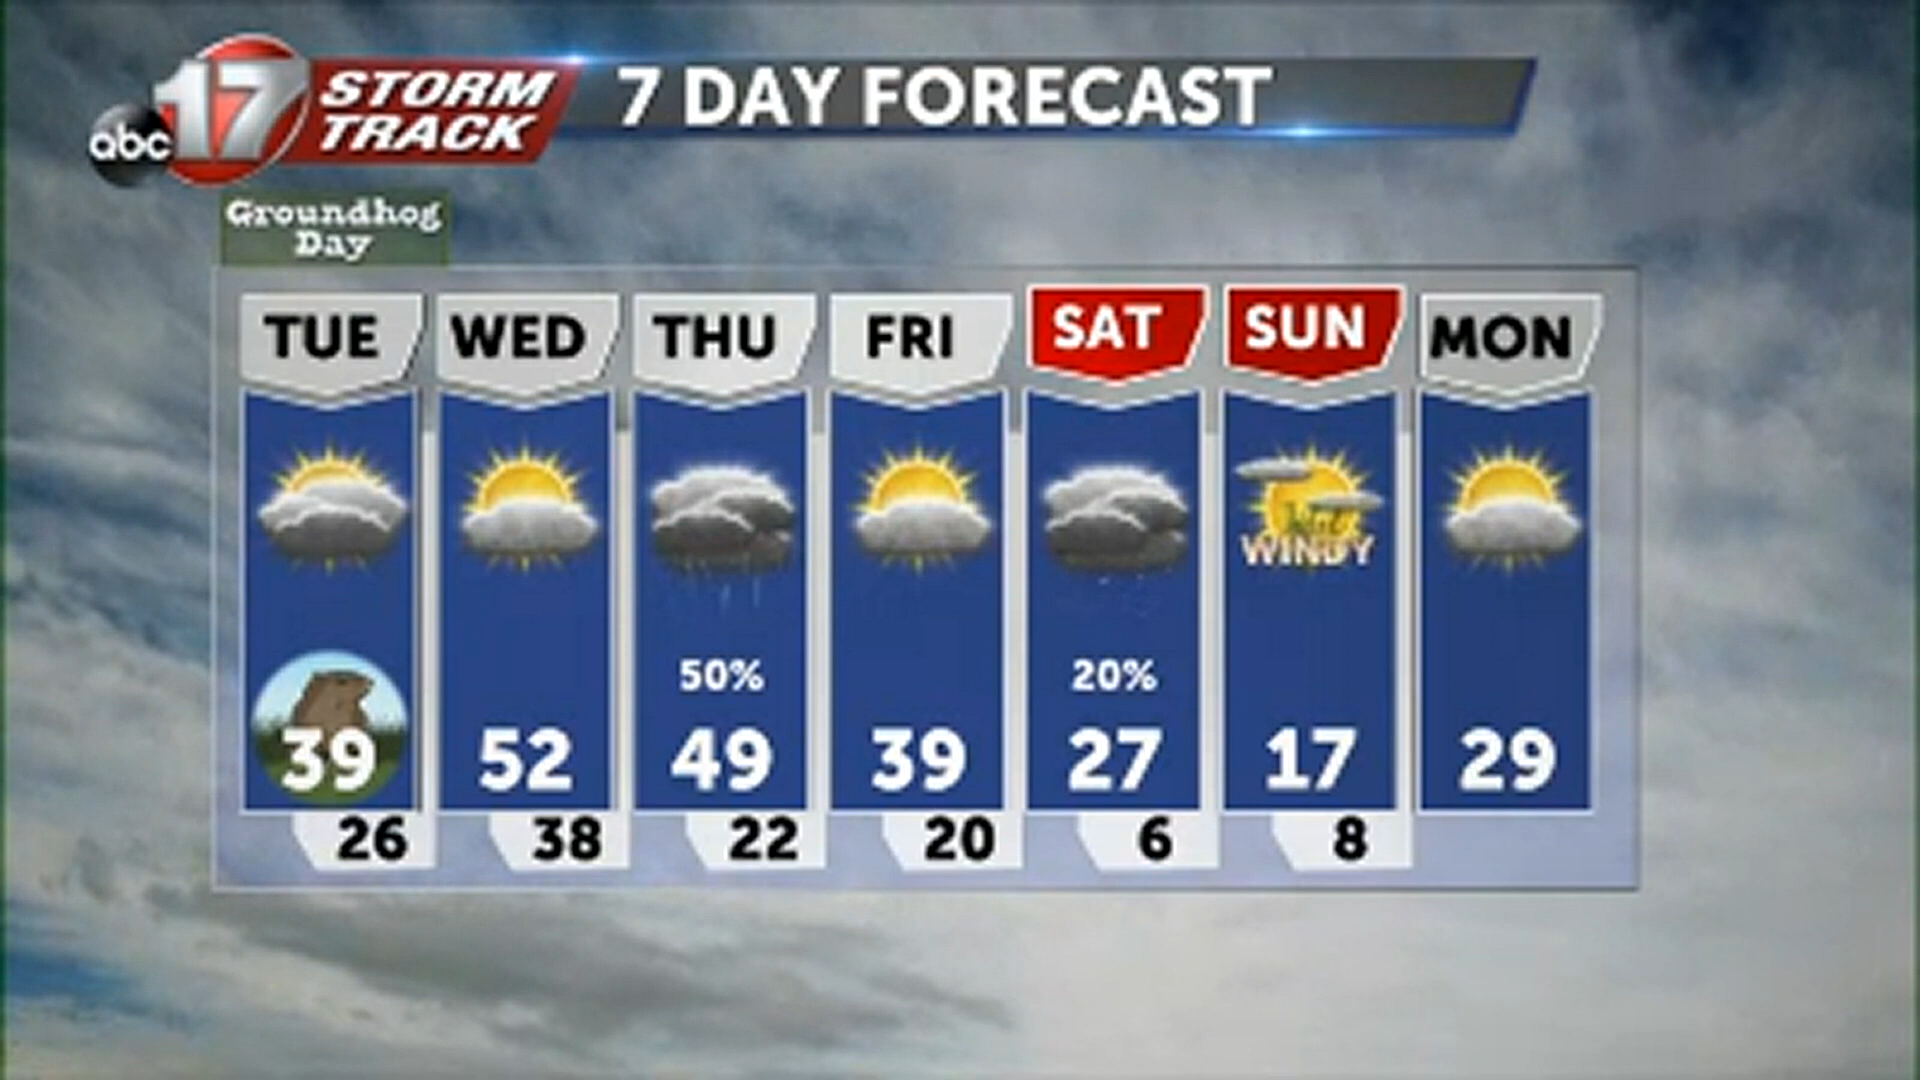 abc 17 STORM TRACK
7 DAY FORECAST
Groundhog
Day
TUE WED THU FRI SAT SUN MON
WINDY
50% 20%
39 52 49 39 27 17 29
26 38 22 20 6 8